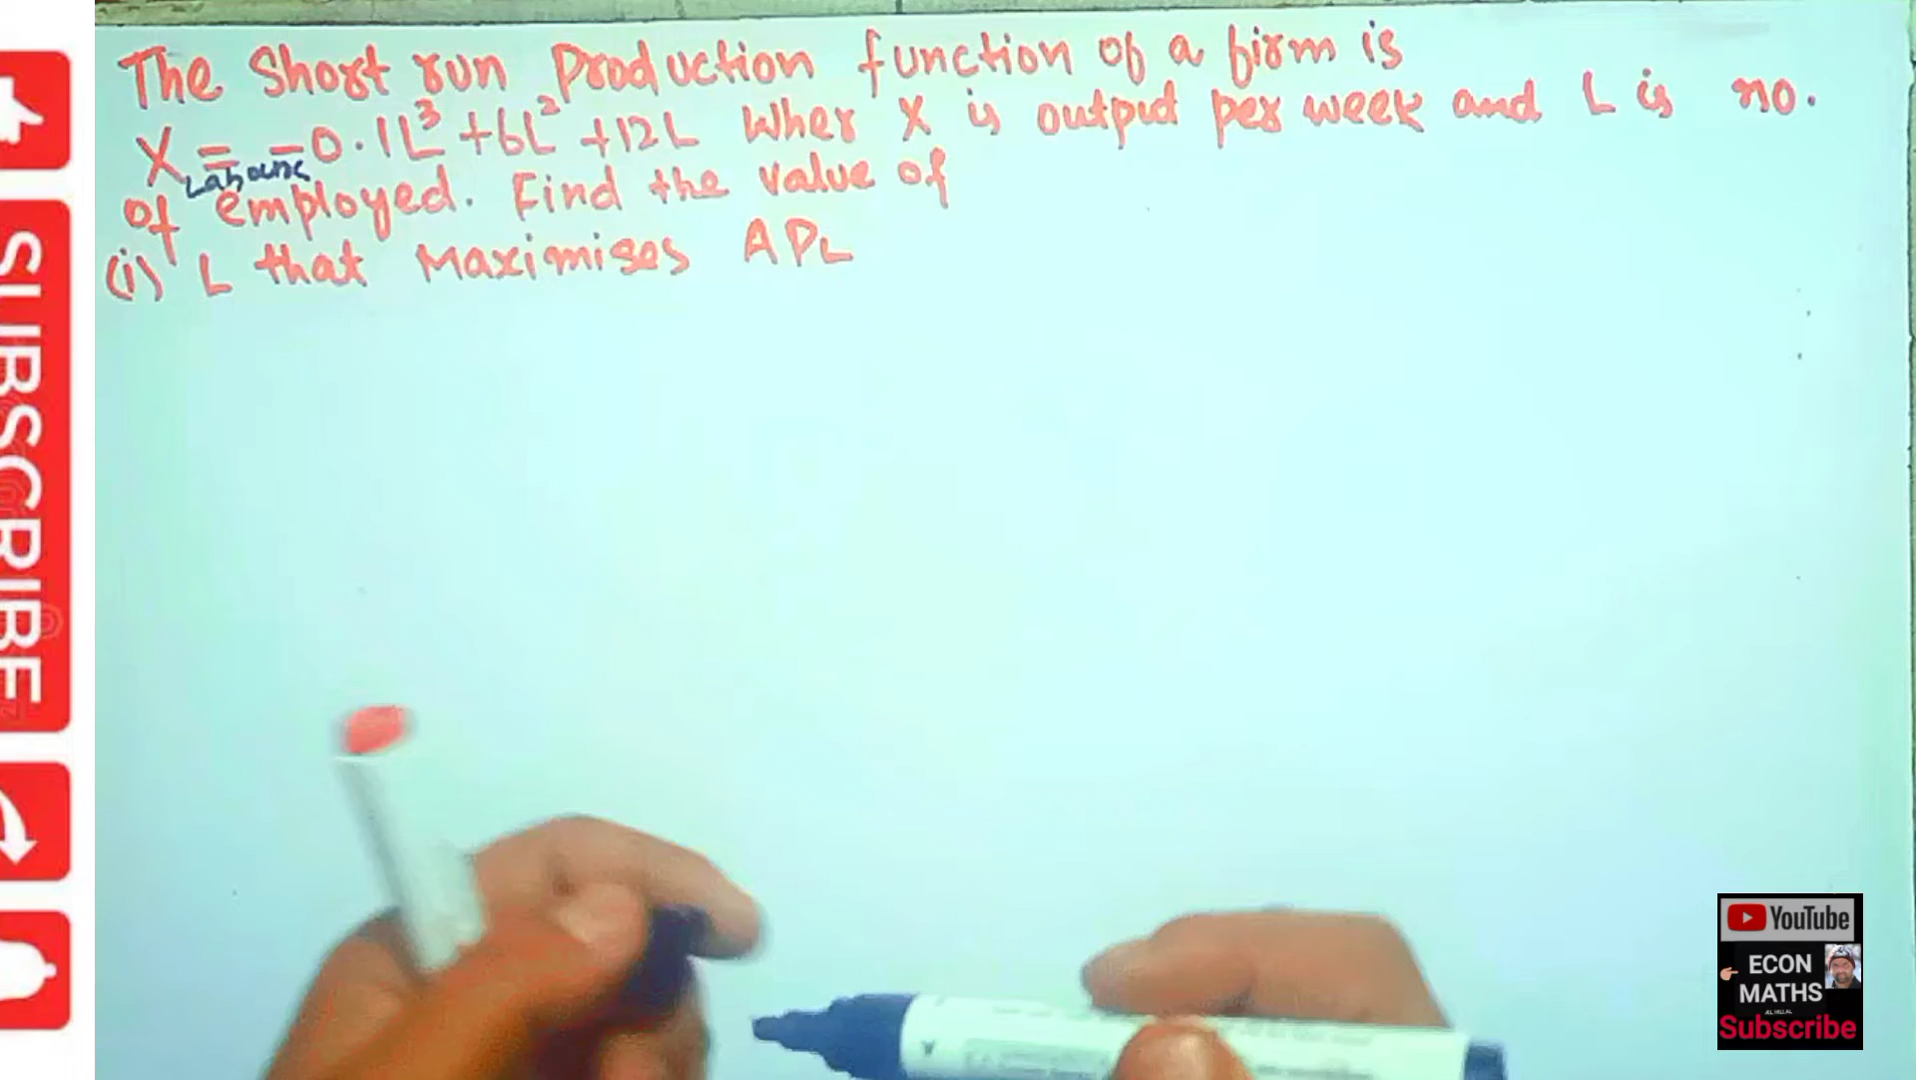 The Short run Production function of a firm is
X = -0.1L³ +6L² +12L Wher X is output per week and L is no.
Labour
of employed. Find the value of
(i) L that Maximises APL
SUBSCRIBE
YouTube
ECON
MATHS
Subscribe